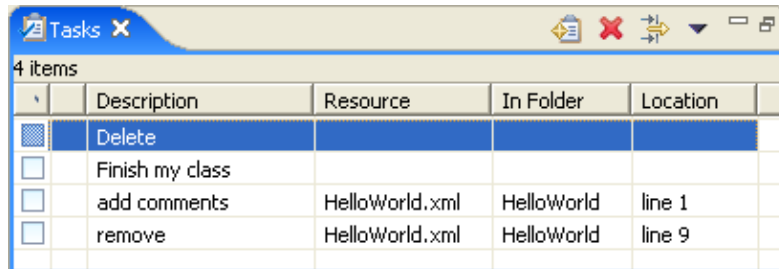 Tasks
4 items
Description Resource In Folder Location
Delete
Finish my class
add comments HelloWorld.xml HelloWorld line 1
remove HelloWorld.xml HelloWorld line 9